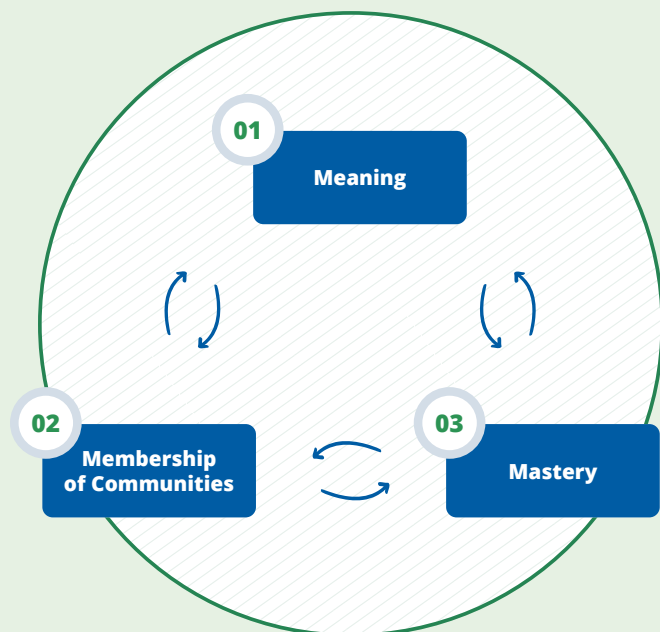 01
Meaning
02
Membership
of Communities
03
Mastery